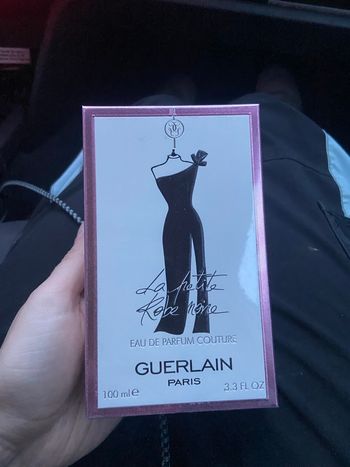 La petite
Robe noire
EAU DE PARFUM COUTURE
GUERLAIN
PARIS
100 ml e 3.3 FL OZ